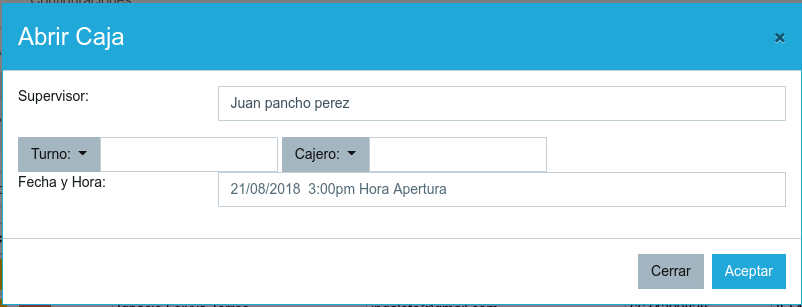 Configuraciones
Abrir Caja ×
Supervisor: Juan pancho perez
Turno: Cajero:
Fecha y Hora: 21/08/2018 3:00pm Hora Apertura
Cerrar Aceptar